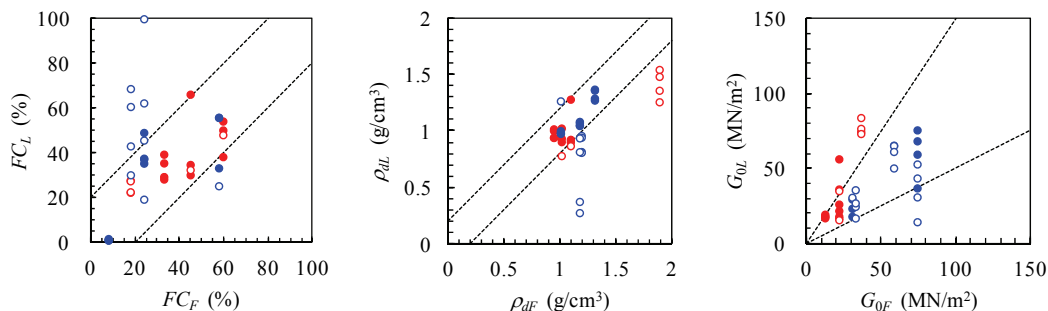 100
80
60
40
20
0
FC_L (%)
0 20 40 60 80 100
FC_F (%)
2
1.5
1
0.5
0
ρ_dL (g/cm³)
0 0.5 1 1.5 2
ρ_dF (g/cm³)
150
100
50
0
G_0L (MN/m²)
0 50 100 150
G_0F (MN/m²)